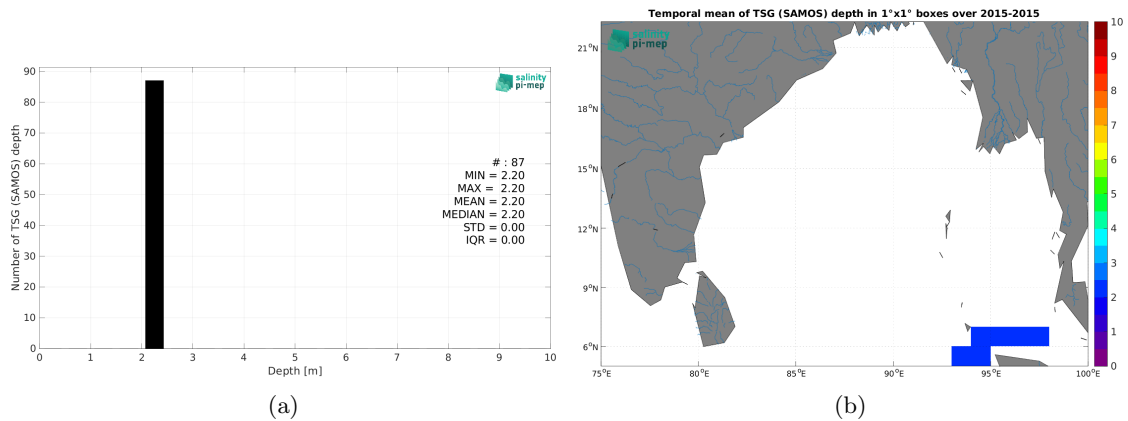 Temporal mean of TSG (SAMOS) depth in 1°x1° boxes over 2015-2015
salinity
pi-mep
Number of TSG (SAMOS) depth
90
80
70
60
50
40
30
20
10
0
# : 87
MIN = 2.20
MAX = 2.20
MEAN = 2.20
MEDIAN = 2.20
STD = 0.00
IQR = 0.00
0 1 2 3 4 5 6 7 8 9 10
Depth [m]
(a)
salinity
pi-mep
21°N
18°N
15°N
12°N
9°N
6°N
75°E 80°E 85°E 90°E 95°E 100°E
10
9
8
7
6
5
4
3
2
1
0
(b)